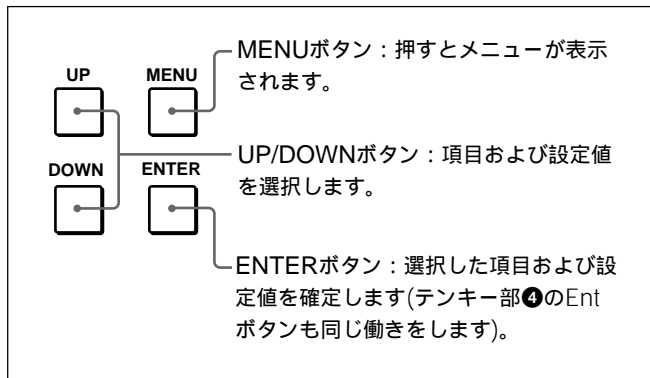 UP
MENU
DOWN
ENTER
MENUボタン：押すとメニューが表示
されます。
UP/DOWNボタン：項目および設定値
を選択します。
ENTERボタン：選択した項目および設
定値を確定します(テンキー部❹のEnt
ボタンも同じ働きをします)。